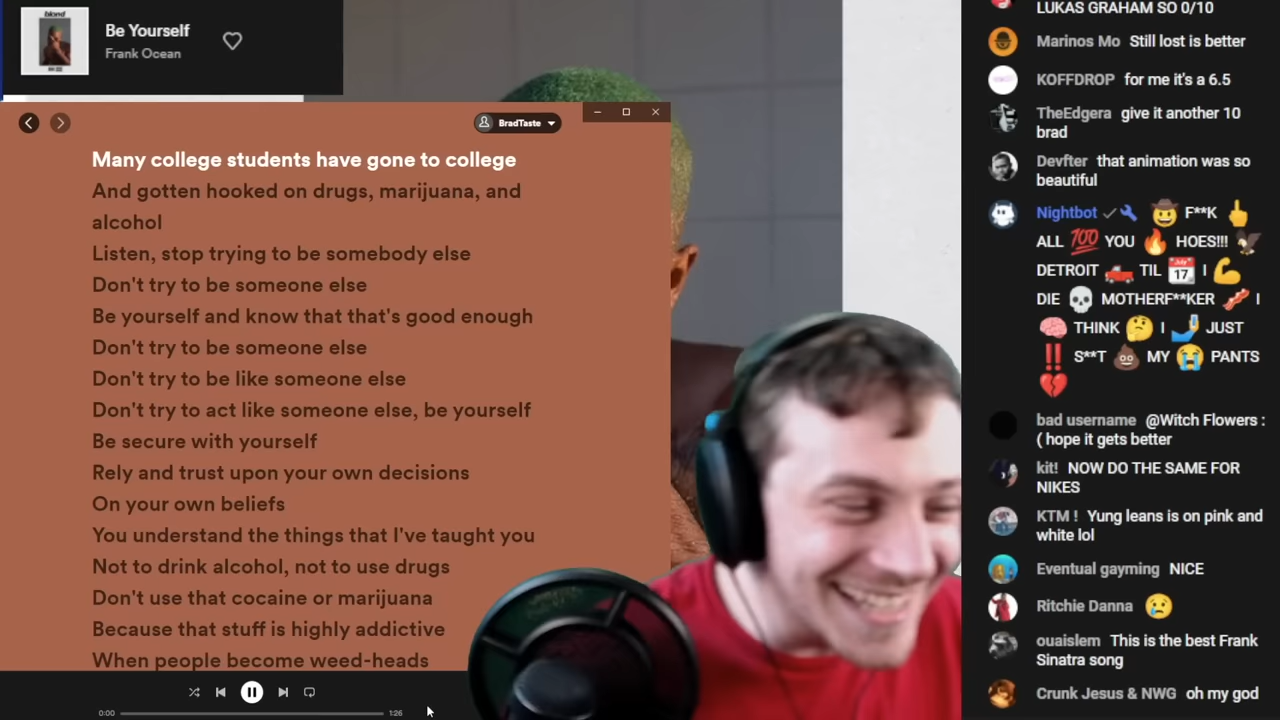 blond
Be Yourself
Frank Ocean
BradTaste
Many college students have gone to college
And gotten hooked on drugs, marijuana, and
alcohol
Listen, stop trying to be somebody else
Don't try to be someone else
Be yourself and know that that's good enough
Don't try to be someone else
Don't try to be like someone else
Don't try to act like someone else, be yourself
Be secure with yourself
Rely and trust upon your own decisions
On your own beliefs
You understand the things that I've taught you
Not to drink alcohol, not to use drugs
Don't use that cocaine or marijuana
Because that stuff is highly addictive
When people become weed-heads
0:00
1:26
LUKAS GRAHAM SO 0/10
Marinos Mo Still lost is better
KOFFDROP for me it's a 6.5
TheEdgera give it another 10
brad
Devfter that animation was so
beautiful
Nightbot 🤠 F**K 🖕
ALL 💯 YOU 🔥 HOES!!! 🦅
DETROIT 🛻 TIL 📅 I 💪
DIE 💀 MOTHERF**KER 🥓 I
🧠 THINK 🤔 I 🤳 JUST
‼️ S**T 💩 MY 😭 PANTS
💔
bad username @Witch Flowers :
( hope it gets better
kit! NOW DO THE SAME FOR
NIKES
KTM ! Yung leans is on pink and
white lol
Eventual gayming NICE
Ritchie Danna 😢
ouaislem This is the best Frank
Sinatra song
Crunk Jesus & NWG oh my god